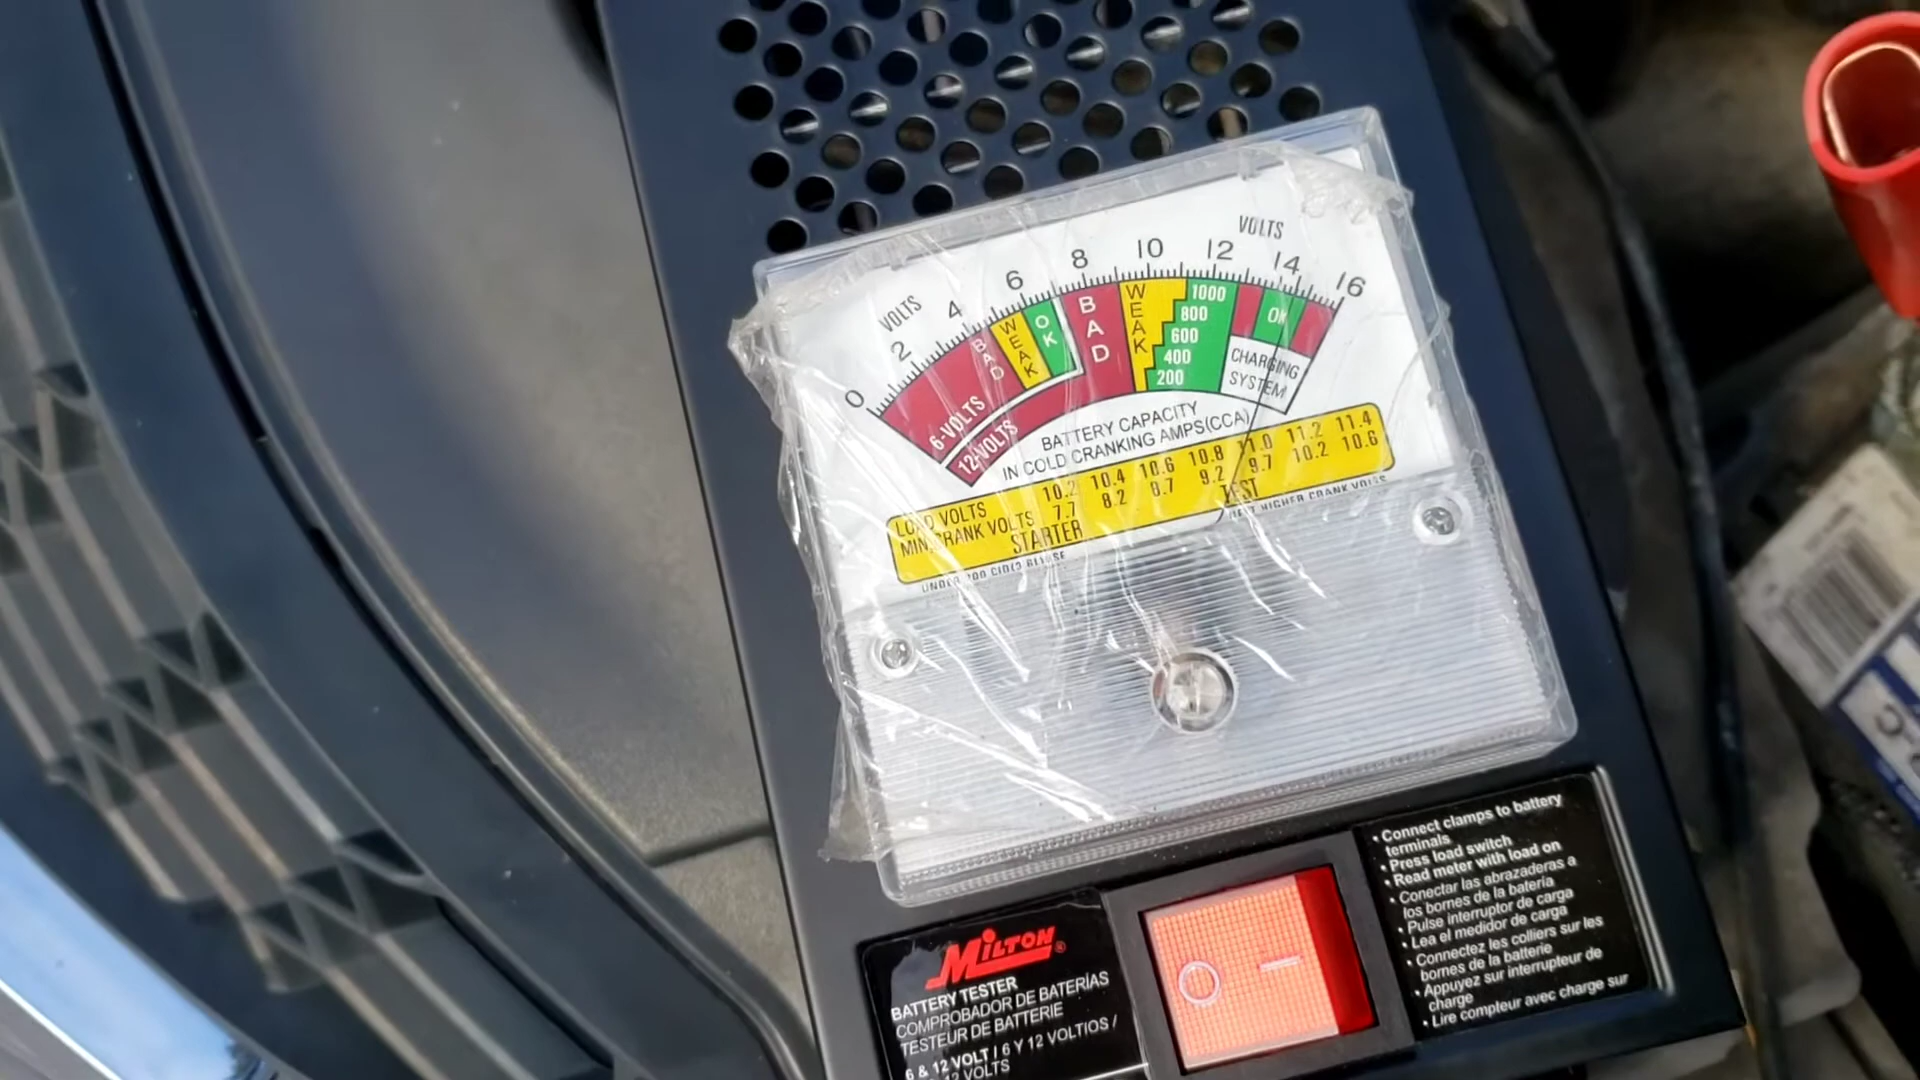 VOLTS
VOLTS
0 2 4 6 8 10 12 14 16
BAD
WEAK
OK
BAD
WEAK
1000
800
600
400
200
OK
CHARGING
SYSTEM
6-VOLTS
12-VOLTS
BATTERY CAPACITY
IN COLD CRANKING AMPS(CCA)
LOAD VOLTS 10.2 10.4 10.6 10.8 11.0 11.2 11.4
MIN.CRANK VOLTS 7.7 8.2 8.7 9.2 9.7 10.2 10.6
STARTER TEST
HIGHER CRANK VOLTS
MILTON®
BATTERY TESTER
COMPROBADOR DE BATERÍAS
TESTEUR DE BATTERIE
6 & 12 VOLT / 6 Y 12 VOLTIOS /
12 VOLTS
• Connect clamps to battery
terminals
• Press load switch
• Read meter with load on
• Conectar las abrazaderas a
los bornes de la batería
• Pulse interruptor de carga
• Lea el medidor de carga
• Connectez les colliers sur les
bornes de la batterie
• Appuyez sur interrupteur de
charge
• Lire compteur avec charge sur